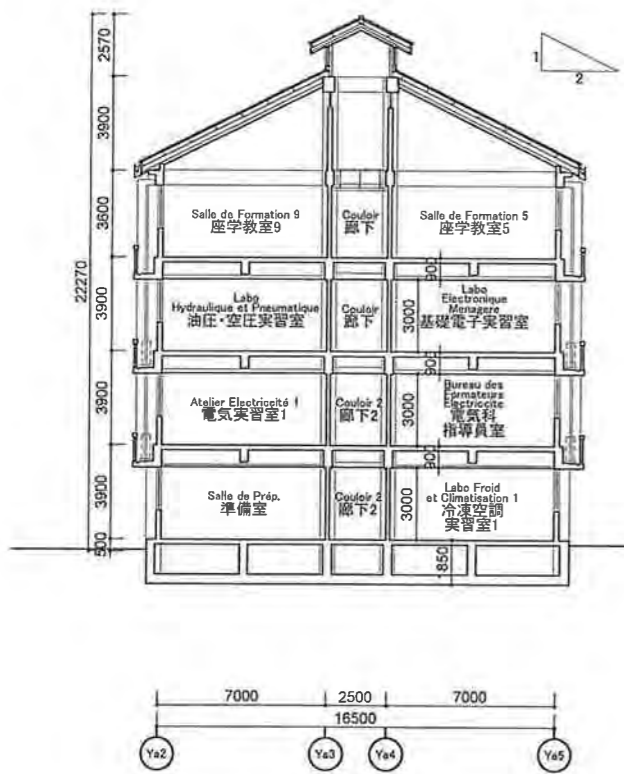 2570
3900
3600
3900
3900
3900
500
22270
1
2
Salle de Formation 9
座学教室9
Couloir
廊下
Salle de Formation 5
座学教室5
900
Labo
Hydraulique et Pneumatique
油圧・空圧実習室
Couloir
廊下
3000
Labo
Electronique
Menagere
基礎電子実習室
900
Atelier Electriccité 1
電気実習室1
Couloir 2
廊下2
3000
Bureau des
Formateurs
Electriccite
電気科
指導員室
900
Salle de Prép.
準備室
Couloir 2
廊下2
3000
Labo Froid
et Climatisation 1
冷凍空調
実習室1
850
7000
2500
7000
16500
Ya2
Ya3
Ya4
Ya5